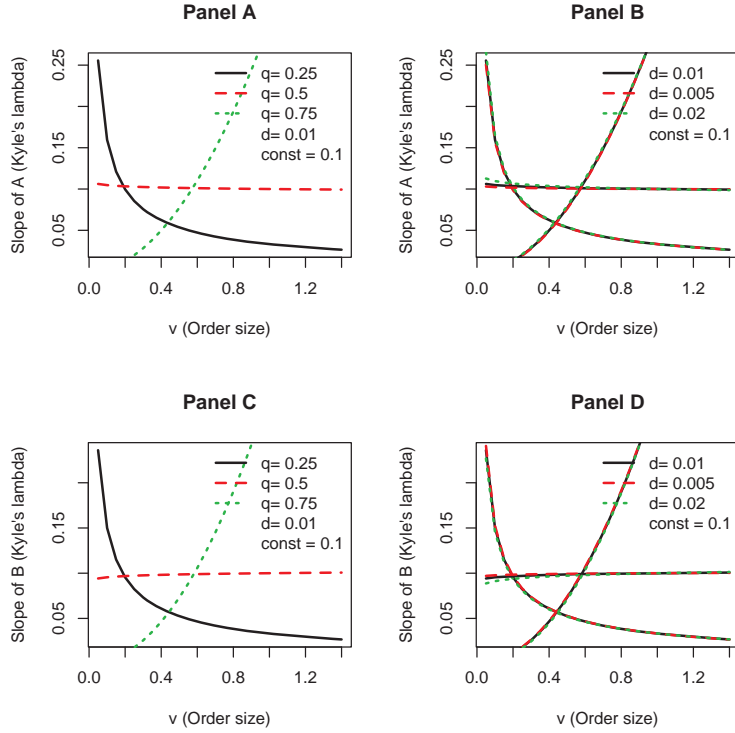 Panel A
Slope of A (Kyle's lambda)
0.25
0.15
0.05
q= 0.25
q= 0.5
q= 0.75
d= 0.01
const = 0.1
0.0 0.4 0.8 1.2
v (Order size)
Panel B
Slope of A (Kyle's lambda)
0.25
0.15
0.05
d= 0.01
d= 0.005
d= 0.02
const = 0.1
0.0 0.4 0.8 1.2
v (Order size)
Panel C
Slope of B (Kyle's lambda)
0.15
0.05
q= 0.25
q= 0.5
q= 0.75
d= 0.01
const = 0.1
0.0 0.4 0.8 1.2
v (Order size)
Panel D
Slope of B (Kyle's lambda)
0.15
0.05
d= 0.01
d= 0.005
d= 0.02
const = 0.1
0.0 0.4 0.8 1.2
v (Order size)